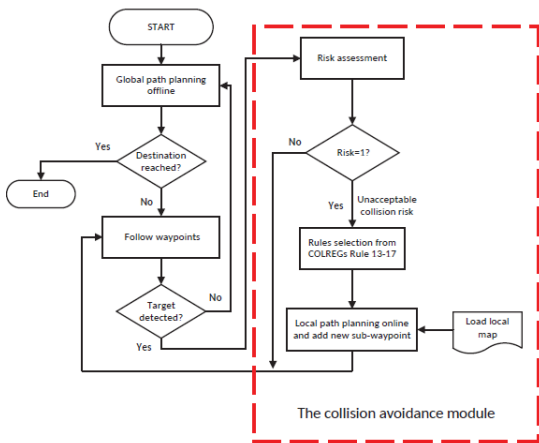 START
Global path planning
offline
Yes
Destination
reached?
End
No
Follow waypoints
Target
detected?
No
Yes
Risk assessment
No
Risk=1?
Yes
Unacceptable
collision risk
Rules selection from
COLREGs Rule 13-17
Local path planning online
and add new sub-waypoint
Load local
map
The collision avoidance module